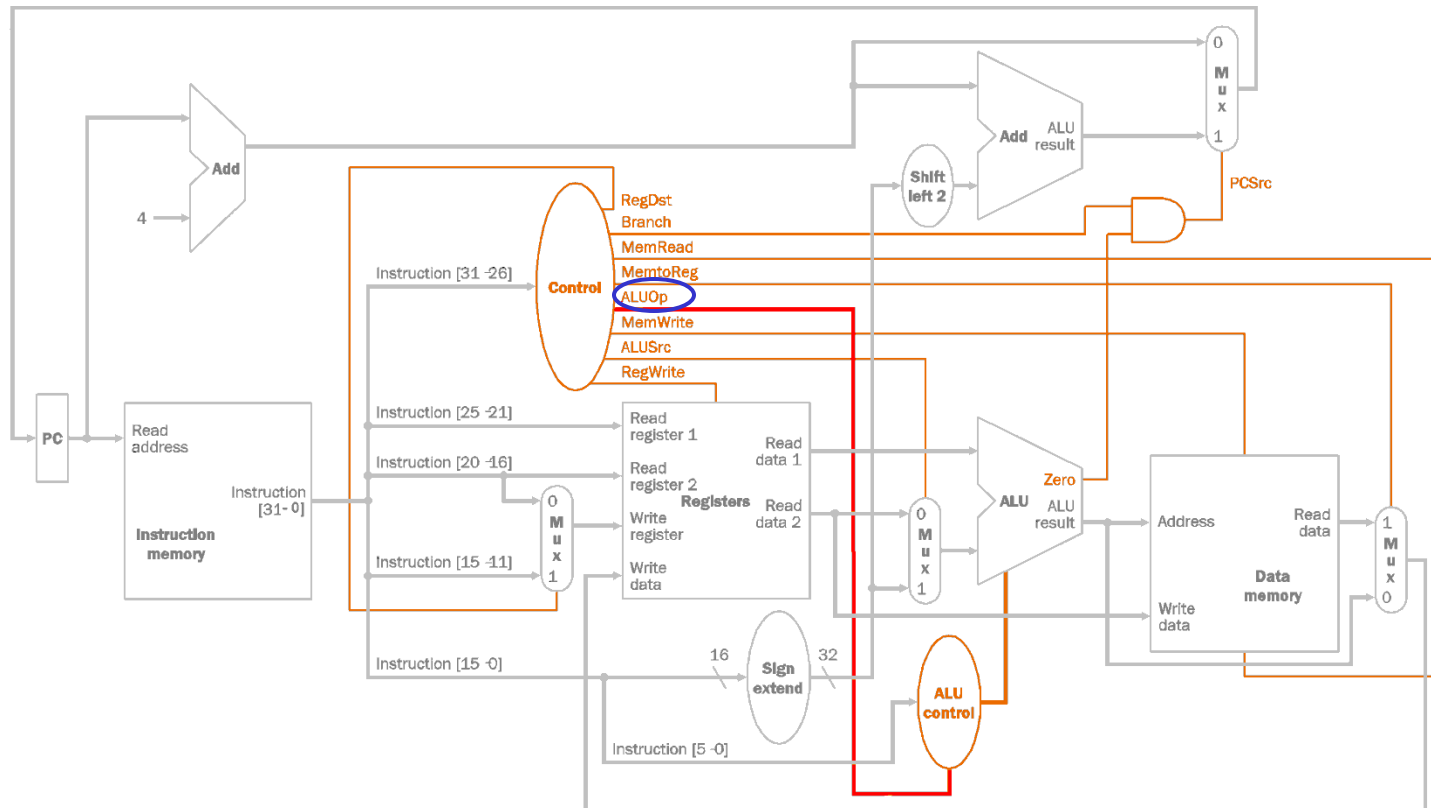 0
M
u
x
1
Add
ALU
result
Add
Shift
left 2
PCSrc
4
RegDst
Branch
MemRead
MemtoReg
ALUOp
MemWrite
ALUSrc
RegWrite
Control
Instruction [31 -26]
PC
Read
address
Instruction
[31- 0]
Instruction
memory
Instruction [25 -21]
Instruction [20 -16]
Instruction [15 -11]
0
M
u
x
1
Read
register 1
Read
register 2
Write
register
Write
data
Registers
Read
data 1
Read
data 2
0
M
u
x
1
Zero
ALU
ALU
result
Address
Write
data
Read
data
Data
memory
1
M
u
x
0
Instruction [15 -0]
16
Sign
extend
32
ALU
control
Instruction [5 -0]